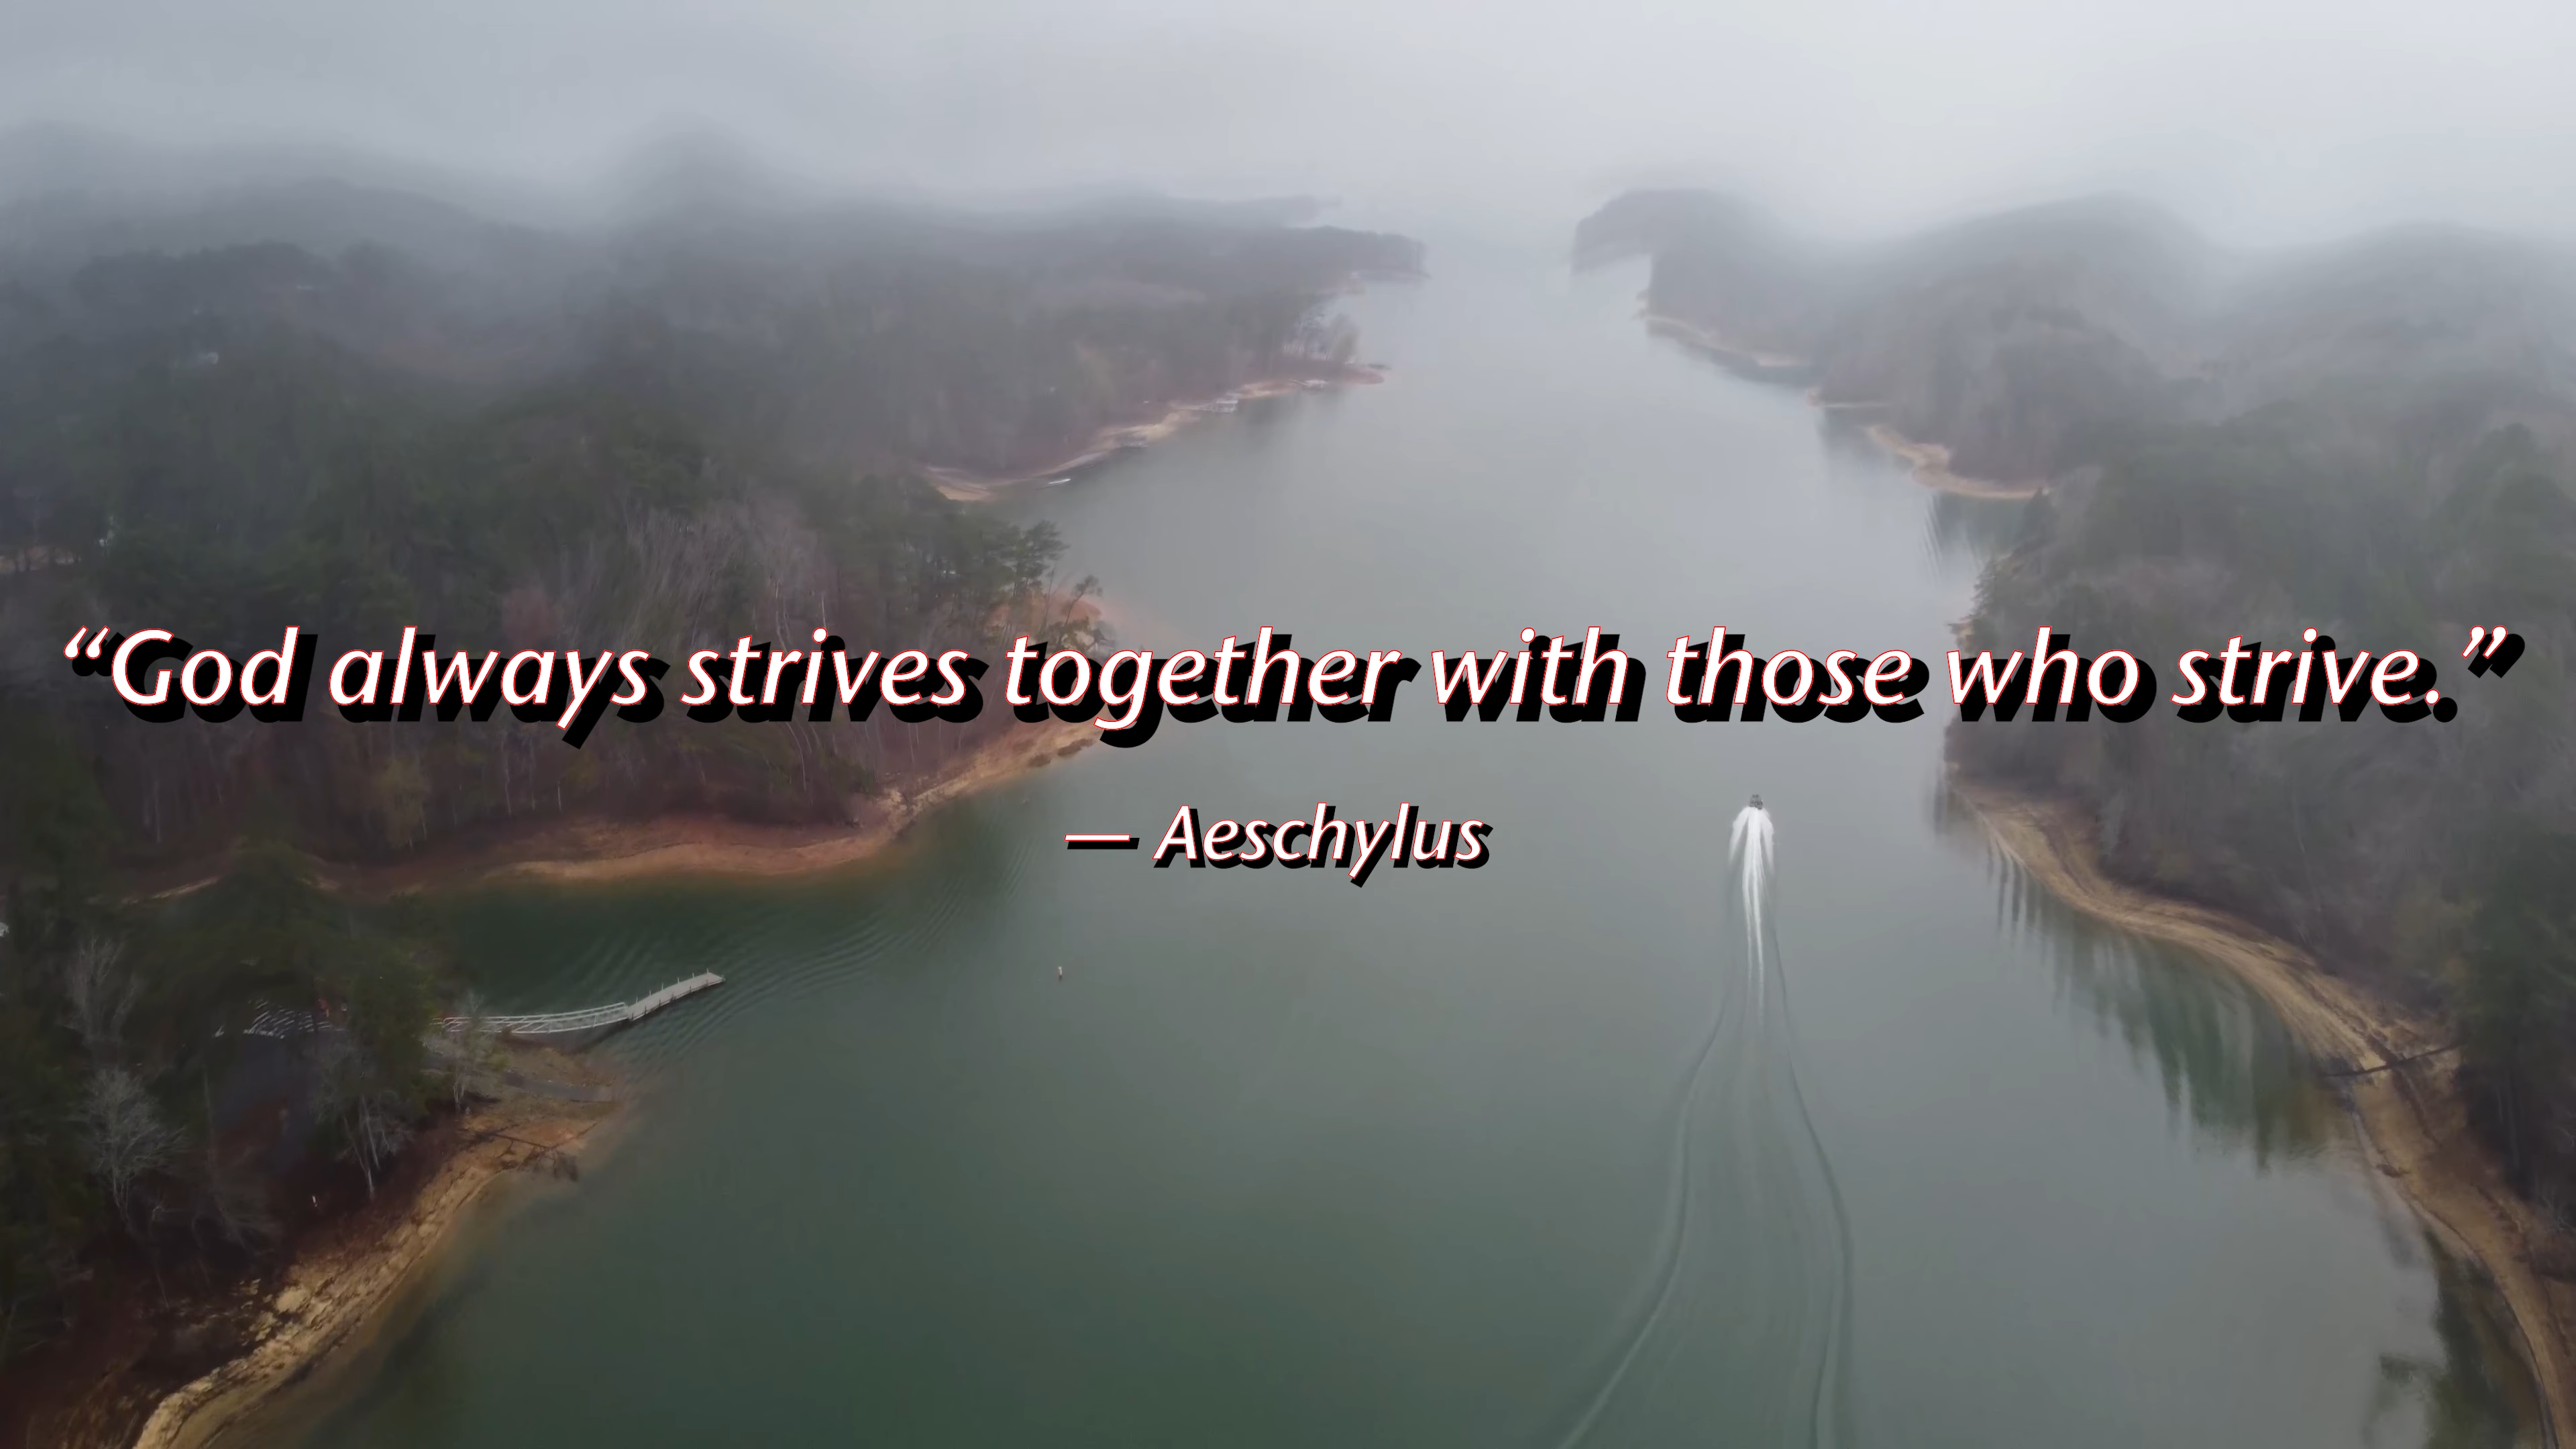 “God always strives together with those who strive.”
— Aeschylus